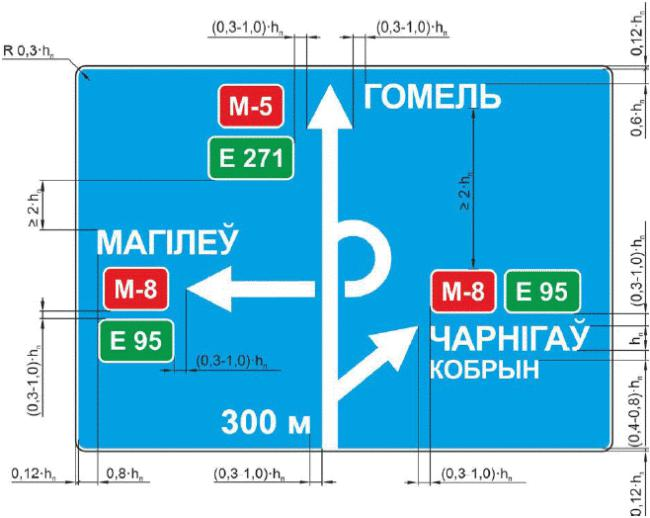 (0,3-1,0)·hₙ (0,3-1,0)·hₙ
0,12·hₙ
R 0,3·hₙ
М-5 ГОМЕЛЬ
0,6·hₙ
Е 271
≥ 2·hₙ
≥ 2·hₙ
МАГІЛЕЎ
М-8
(0,3-1,0)·hₙ
М-8 Е 95
Е 95
ЧАРНІГАЎ
hₙ
(0,3-1,0)·hₙ
(0,3-1,0)·hₙ
КОБРЫН
(0,4-0,8)·hₙ
300 м
0,12·hₙ 0,8·hₙ (0,3 1,0)·hₙ (0,3 1,0)·hₙ
0,12·hₙ